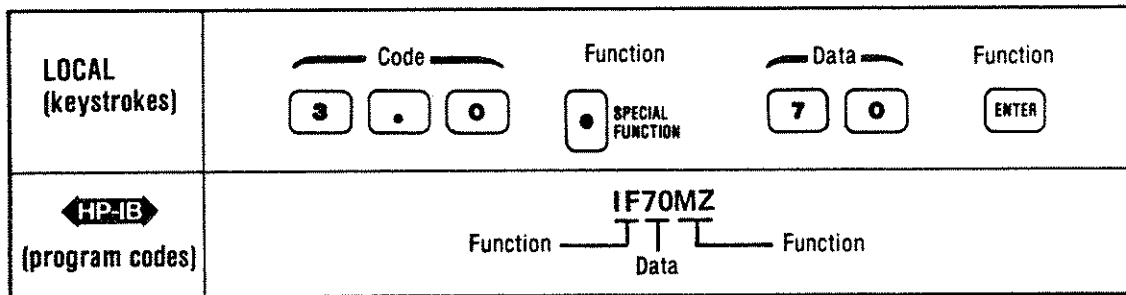 LOCAL
(keystrokes)
Code Function Data Function
3 . 0 SPECIAL FUNCTION 7 0 ENTER
HP-IB
(program codes)
IF70MZ
Function Function
Data